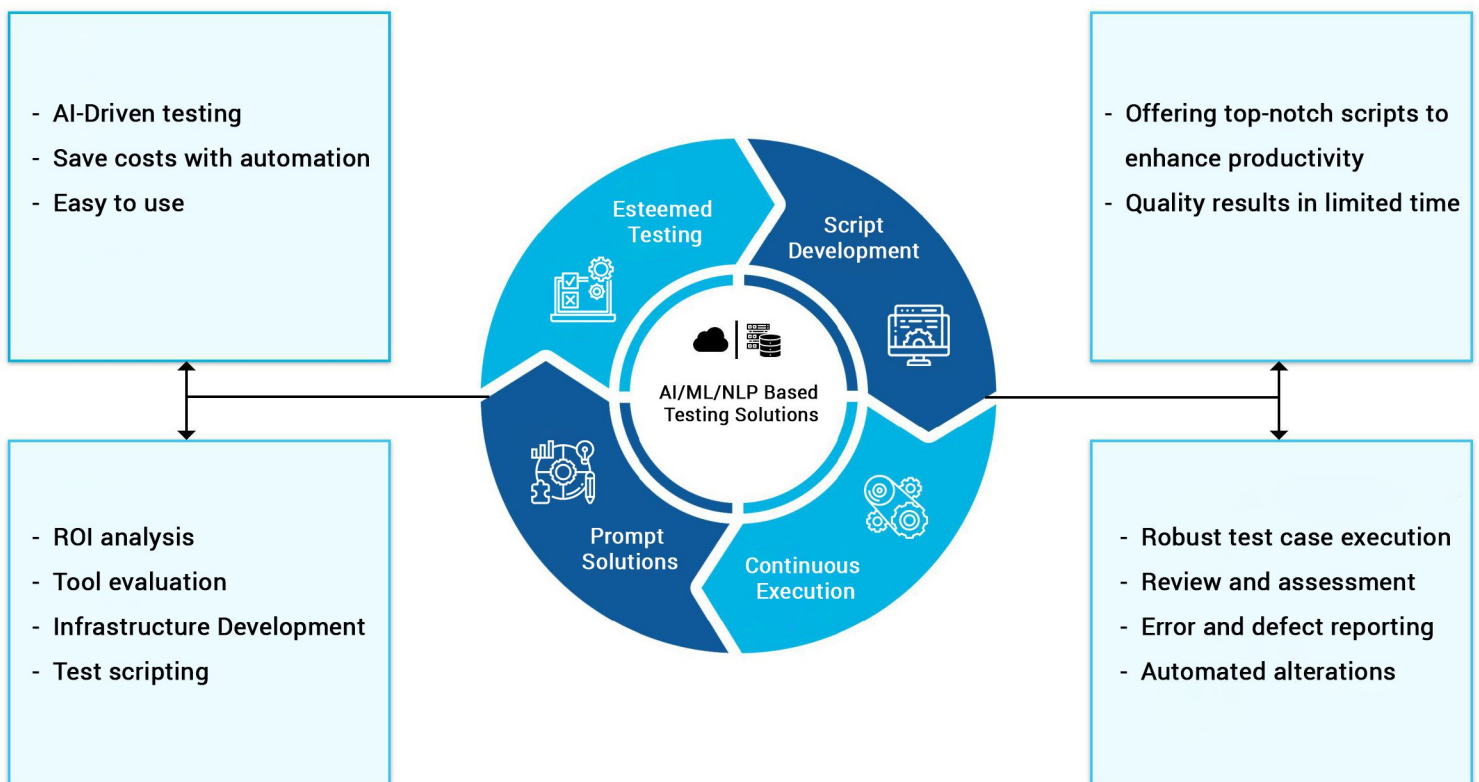 - AI-Driven testing
- Save costs with automation
- Easy to use
- Offering top-notch scripts to
enhance productivity
- Quality results in limited time
Esteemed
Testing
Script
Development
AI/ML/NLP Based
Testing Solutions
Prompt
Solutions
Continuous
Execution
- ROI analysis
- Tool evaluation
- Infrastructure Development
- Test scripting
- Robust test case execution
- Review and assessment
- Error and defect reporting
- Automated alterations